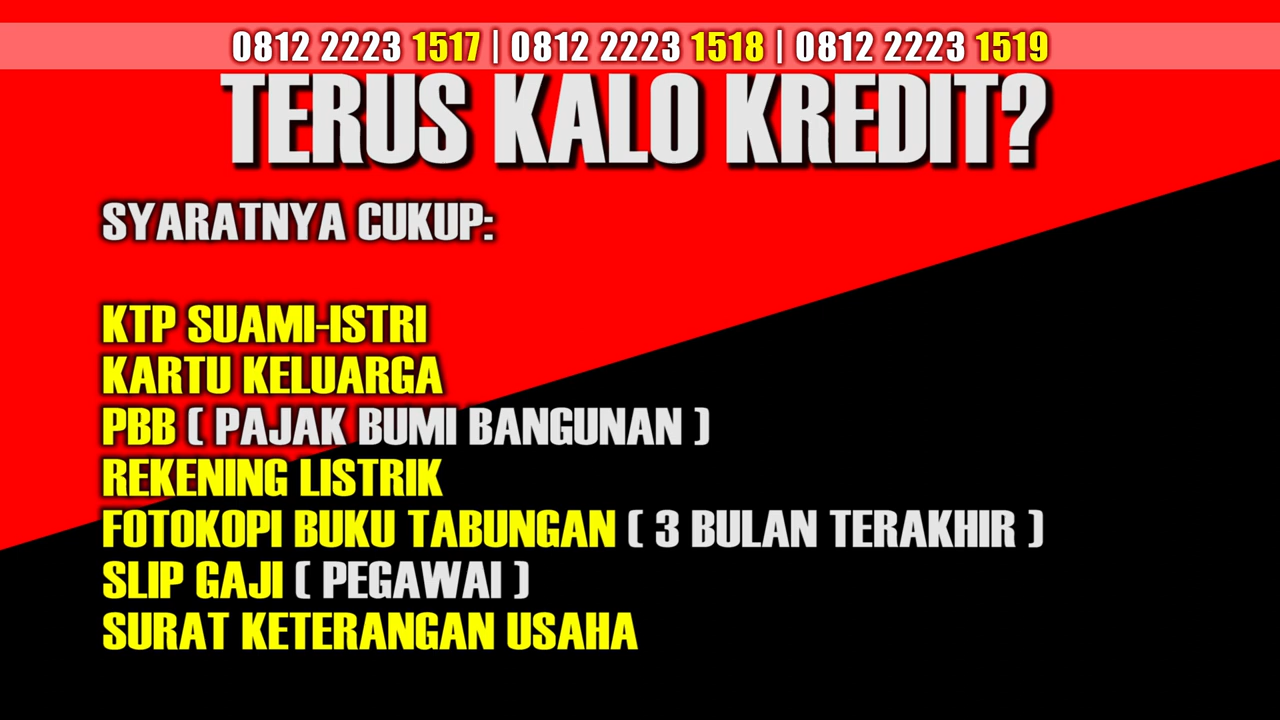 0812 2223 1517 | 0812 2223 1518 | 0812 2223 1519
TERUS KALO KREDIT?
SYARATNYA CUKUP:
KTP SUAMI-ISTRI
KARTU KELUARGA
PBB ( PAJAK BUMI BANGUNAN )
REKENING LISTRIK
FOTOKOPI BUKU TABUNGAN ( 3 BULAN TERAKHIR )
SLIP GAJI ( PEGAWAI )
SURAT KETERANGAN USAHA